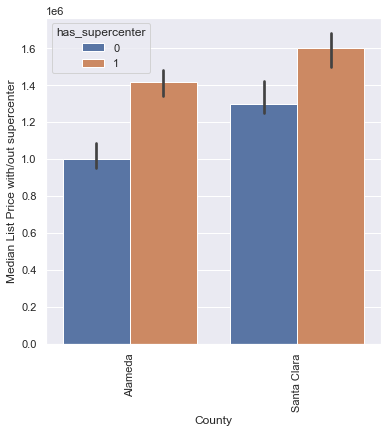 1e6
has_supercenter
0
1
Median List Price with/out supercenter
1.6
1.4
1.2
1.0
0.8
0.6
0.4
0.2
0.0
Alameda
Santa Clara
County